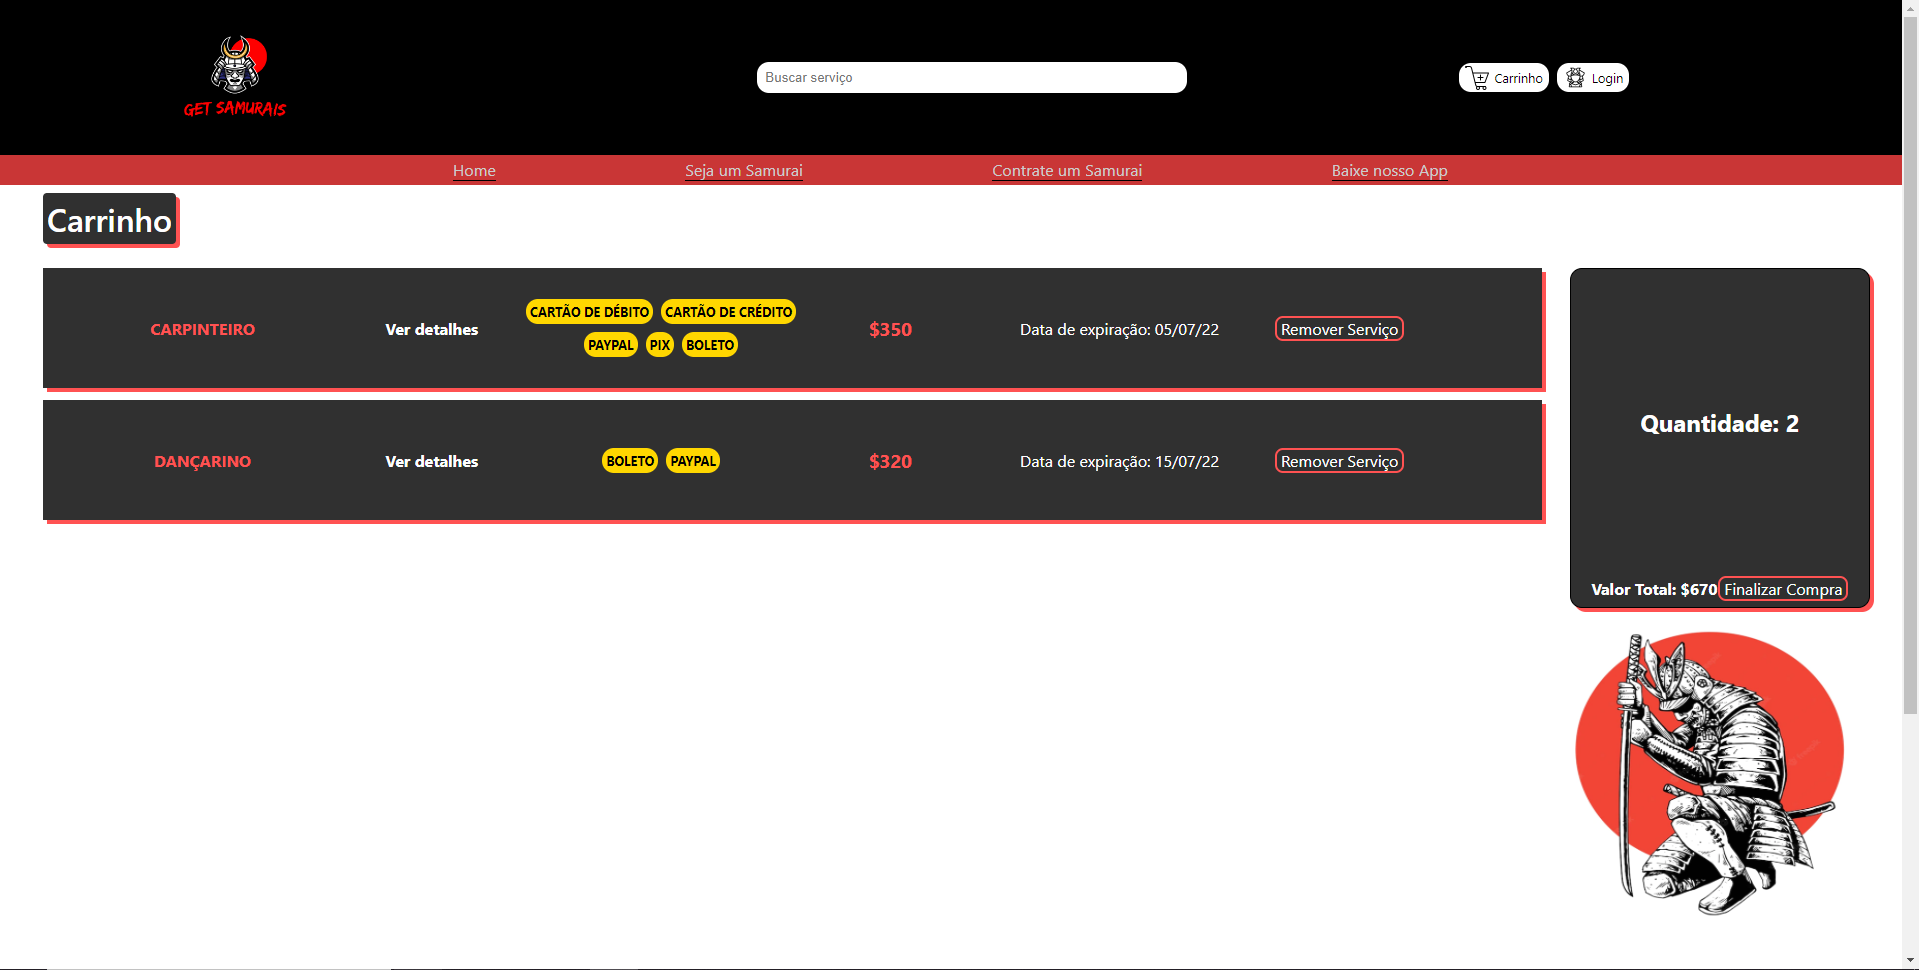 GET SAMURAIS
Buscar serviço
Carrinho
Login
Home
Seja um Samurai
Contrate um Samurai
Baixe nosso App
Carrinho
CARPINTEIRO
Ver detalhes
CARTÃO DE DÉBITO CARTÃO DE CRÉDITO
PAYPAL PIX BOLETO
$350
Data de expiração: 05/07/22
Remover Serviço
DANÇARINO
Ver detalhes
BOLETO PAYPAL
$320
Data de expiração: 15/07/22
Remover Serviço
Quantidade: 2
Valor Total: $670
Finalizar Compra